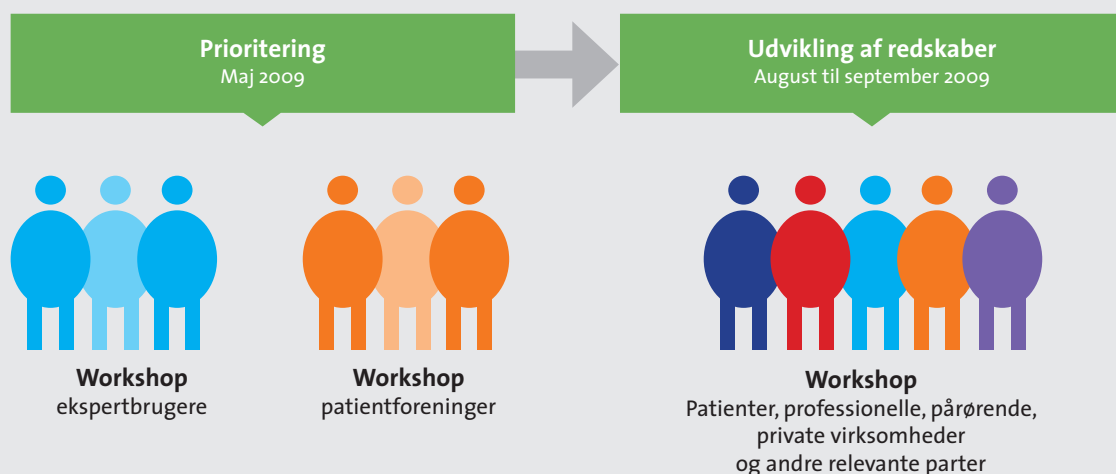 Prioritering
Maj 2009
Udvikling af redskaber
August til september 2009
Workshop
ekspertbrugere
Workshop
patientforeninger
Workshop
Patienter, professionelle, pårørende,
private virksomheder
og andre relevante parter